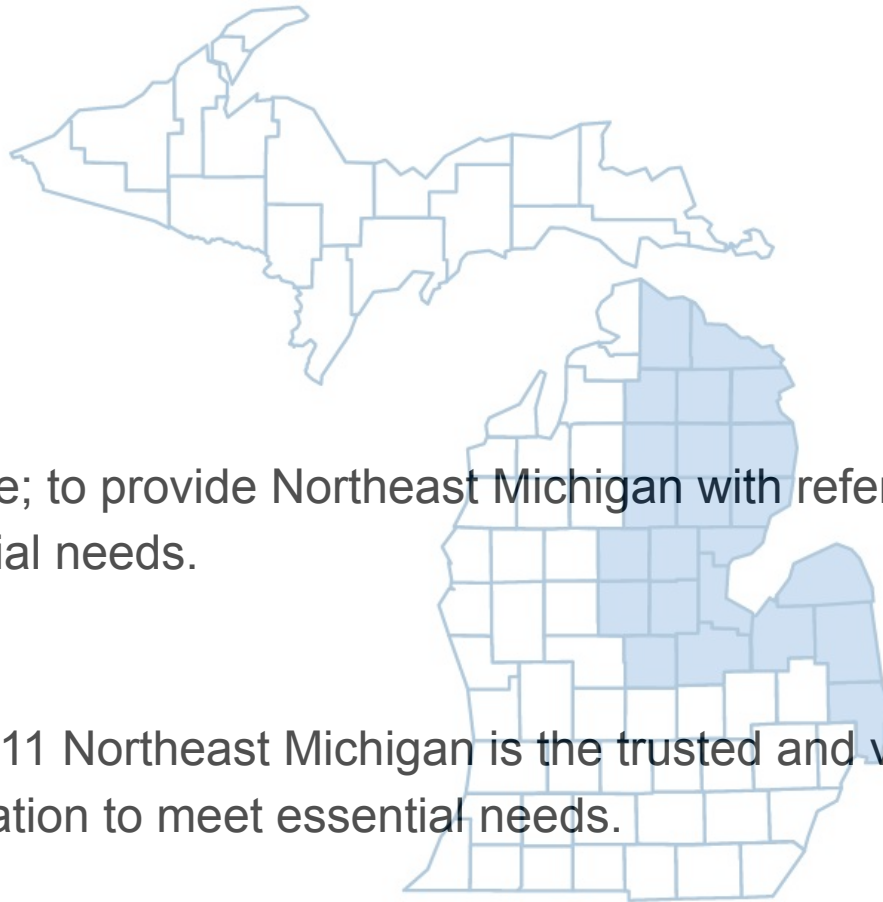 e; to provide Northeast Michigan with refer
ial needs.
11 Northeast Michigan is the trusted and v
ation to meet essential needs.